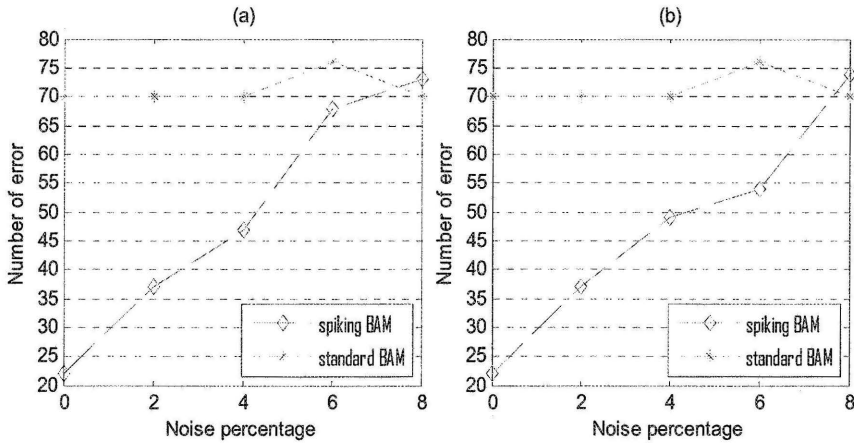 (a)
80
75
70
65
60
55
50
45
40
35
30
25
20
Number of error
0 2 4 6 8
Noise percentage
spiking BAM
standard BAM
(b)
80
75
70
65
60
55
50
45
40
35
30
25
20
Number of error
0 2 4 6 8
Noise percentage
spiking BAM
standard BAM